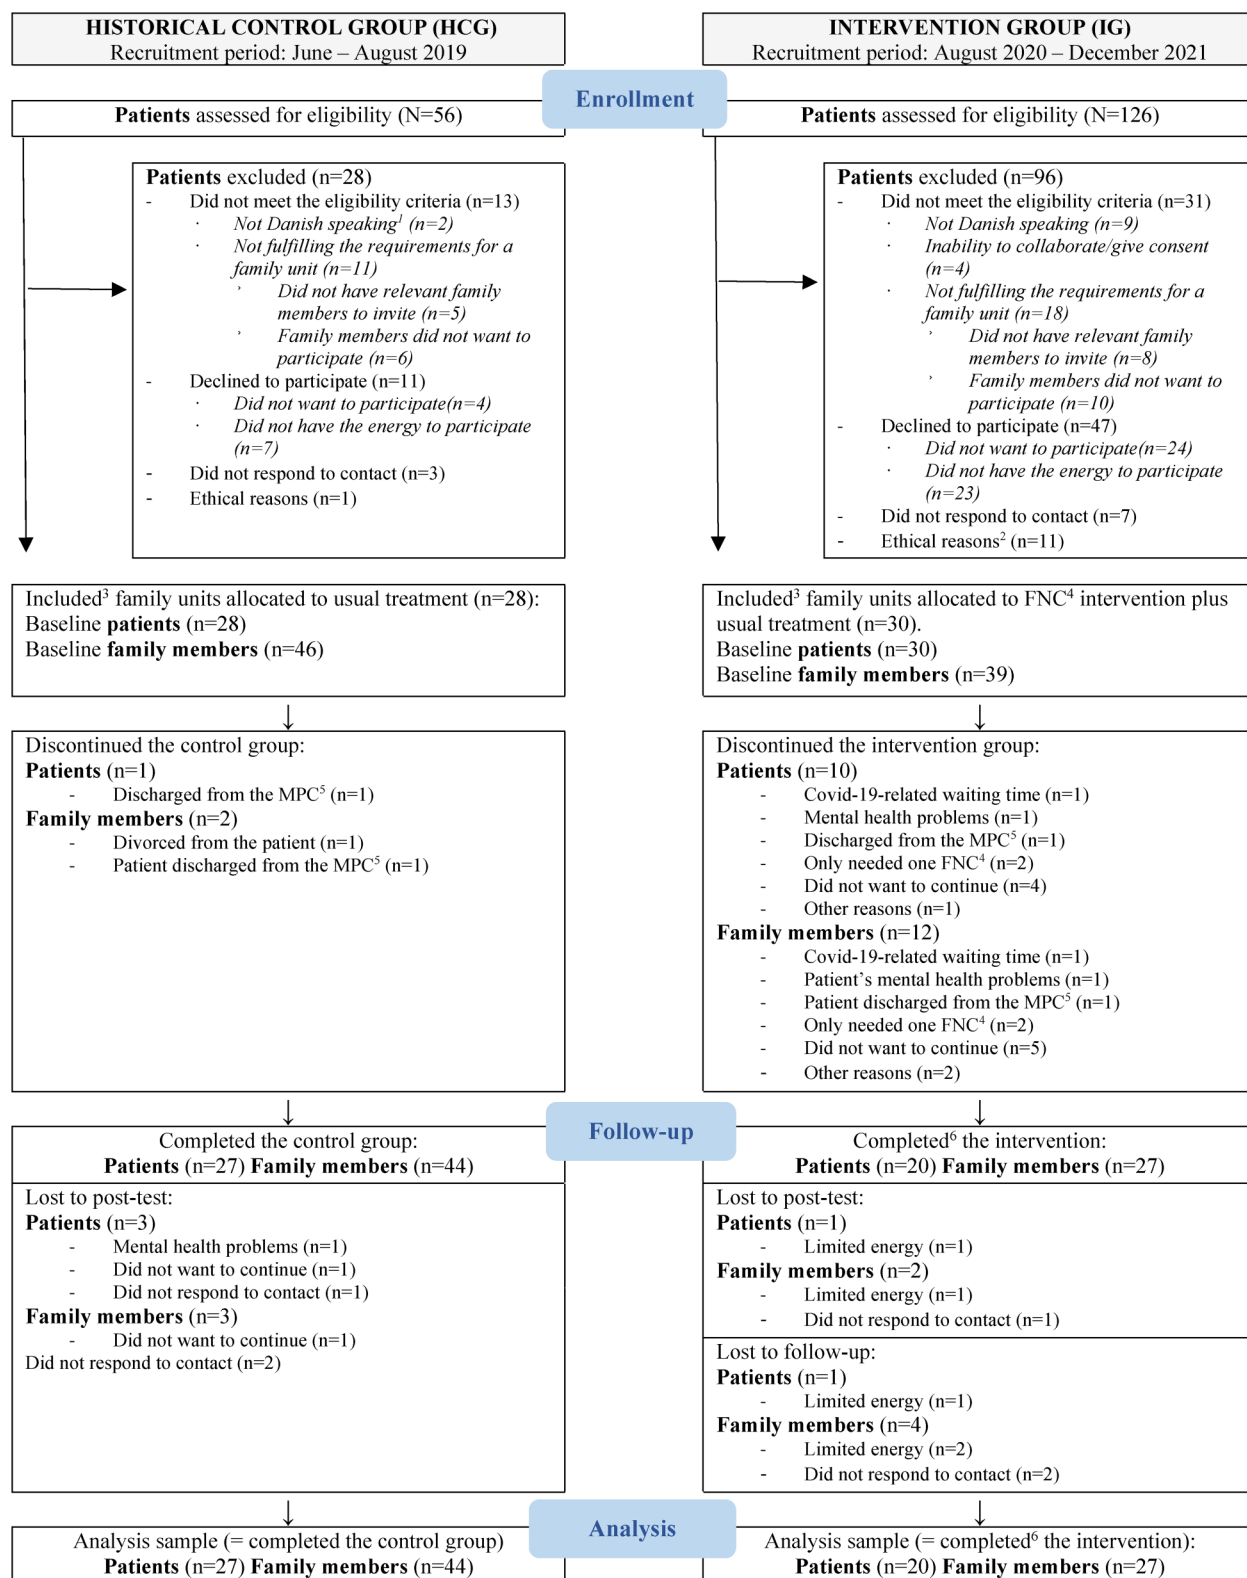 HISTORICAL CONTROL GROUP (HCG)
Recruitment period: June – August 2019
INTERVENTION GROUP (IG)
Recruitment period: August 2020 – December 2021
Enrollment
Patients assessed for eligibility (N=56)
Patients assessed for eligibility (N=126)
Patients excluded (n=28)
- Did not meet the eligibility criteria (n=13)
· Not Danish speaking¹ (n=2)
· Not fulfilling the requirements for a
family unit (n=11)
› Did not have relevant family
members to invite (n=5)
› Family members did not want to
participate (n=6)
- Declined to participate (n=11)
· Did not want to participate(n=4)
· Did not have the energy to participate
(n=7)
- Did not respond to contact (n=3)
- Ethical reasons (n=1)
Patients excluded (n=96)
- Did not meet the eligibility criteria (n=31)
· Not Danish speaking (n=9)
· Inability to collaborate/give consent
(n=4)
· Not fulfilling the requirements for a
family unit (n=18)
› Did not have relevant family
members to invite (n=8)
› Family members did not want to
participate (n=10)
- Declined to participate (n=47)
· Did not want to participate(n=24)
· Did not have the energy to participate
(n=23)
- Did not respond to contact (n=7)
- Ethical reasons² (n=11)
Included³ family units allocated to usual treatment (n=28):
Baseline patients (n=28)
Baseline family members (n=46)
Included³ family units allocated to FNC⁴ intervention plus
usual treatment (n=30).
Baseline patients (n=30)
Baseline family members (n=39)
Discontinued the control group:
Patients (n=1)
- Discharged from the MPC⁵ (n=1)
Family members (n=2)
- Divorced from the patient (n=1)
- Patient discharged from the MPC⁵ (n=1)
Discontinued the intervention group:
Patients (n=10)
- Covid-19-related waiting time (n=1)
- Mental health problems (n=1)
- Discharged from the MPC⁵ (n=1)
- Only needed one FNC⁴ (n=2)
- Did not want to continue (n=4)
- Other reasons (n=1)
Family members (n=12)
- Covid-19-related waiting time (n=1)
- Patient's mental health problems (n=1)
- Patient discharged from the MPC⁵ (n=1)
- Only needed one FNC⁴ (n=2)
- Did not want to continue (n=5)
- Other reasons (n=2)
Follow-up
Completed the control group:
Patients (n=27) Family members (n=44)
Lost to post-test:
Patients (n=3)
- Mental health problems (n=1)
- Did not want to continue (n=1)
- Did not respond to contact (n=1)
Family members (n=3)
- Did not want to continue (n=1)
Did not respond to contact (n=2)
Completed⁶ the intervention:
Patients (n=20) Family members (n=27)
Lost to post-test:
Patients (n=1)
- Limited energy (n=1)
Family members (n=2)
- Limited energy (n=1)
- Did not respond to contact (n=1)
Lost to follow-up:
Patients (n=1)
- Limited energy (n=1)
Family members (n=4)
- Limited energy (n=2)
- Did not respond to contact (n=2)
Analysis
Analysis sample (= completed the control group)
Patients (n=27) Family members (n=44)
Analysis sample (= completed⁶ the intervention):
Patients (n=20) Family members (n=27)